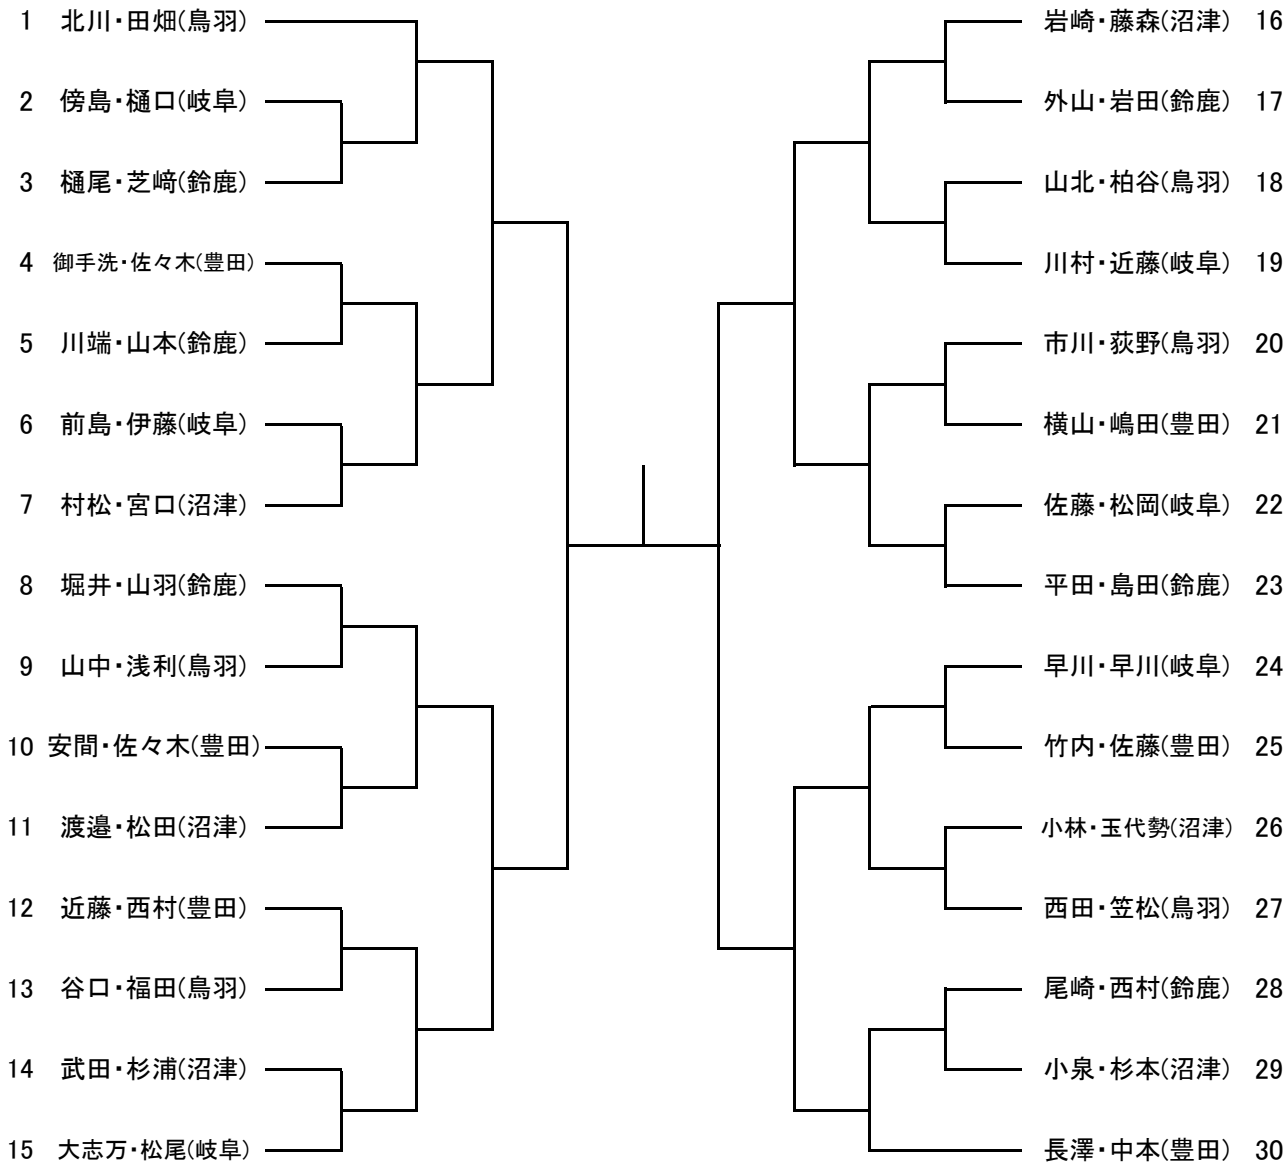 1 北川・田畑(鳥羽)
2 傍島・樋口(岐阜)
3 樋尾・芝﨑(鈴鹿)
4 御手洗・佐々木(豊田)
5 川端・山本(鈴鹿)
6 前島・伊藤(岐阜)
7 村松・宮口(沼津)
8 堀井・山羽(鈴鹿)
9 山中・浅利(鳥羽)
10 安間・佐々木(豊田)
11 渡邉・松田(沼津)
12 近藤・西村(豊田)
13 谷口・福田(鳥羽)
14 武田・杉浦(沼津)
15 大志万・松尾(岐阜)
岩崎・藤森(沼津) 16
外山・岩田(鈴鹿) 17
山北・柏谷(鳥羽) 18
川村・近藤(岐阜) 19
市川・荻野(鳥羽) 20
横山・嶋田(豊田) 21
佐藤・松岡(岐阜) 22
平田・島田(鈴鹿) 23
早川・早川(岐阜) 24
竹内・佐藤(豊田) 25
小林・玉代勢(沼津) 26
西田・笠松(鳥羽) 27
尾崎・西村(鈴鹿) 28
小泉・杉本(沼津) 29
長澤・中本(豊田) 30